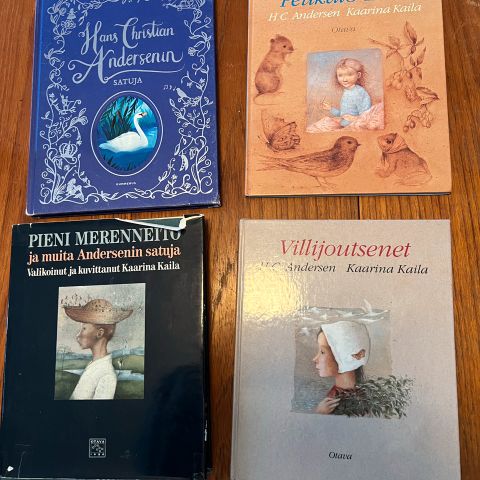 Hans Christian
Andersenin
SATUJA
GUMMERUS
H C Andersen Kaarina Kaila
Otava
PIENI MERENNEITO
ja muita Andersenin satuja
Valikoinut ja kuvittanut Kaarina Kaila
OTAVA
Villijoutsenet
H C Andersen Kaarina Kaila
Otava